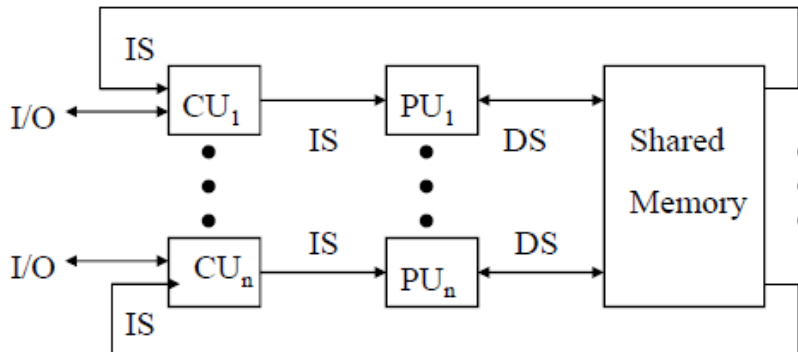 IS
I/O
CU1
IS
PU1
DS
Shared
Memory
I/O
CUn
IS
PUn
DS
IS